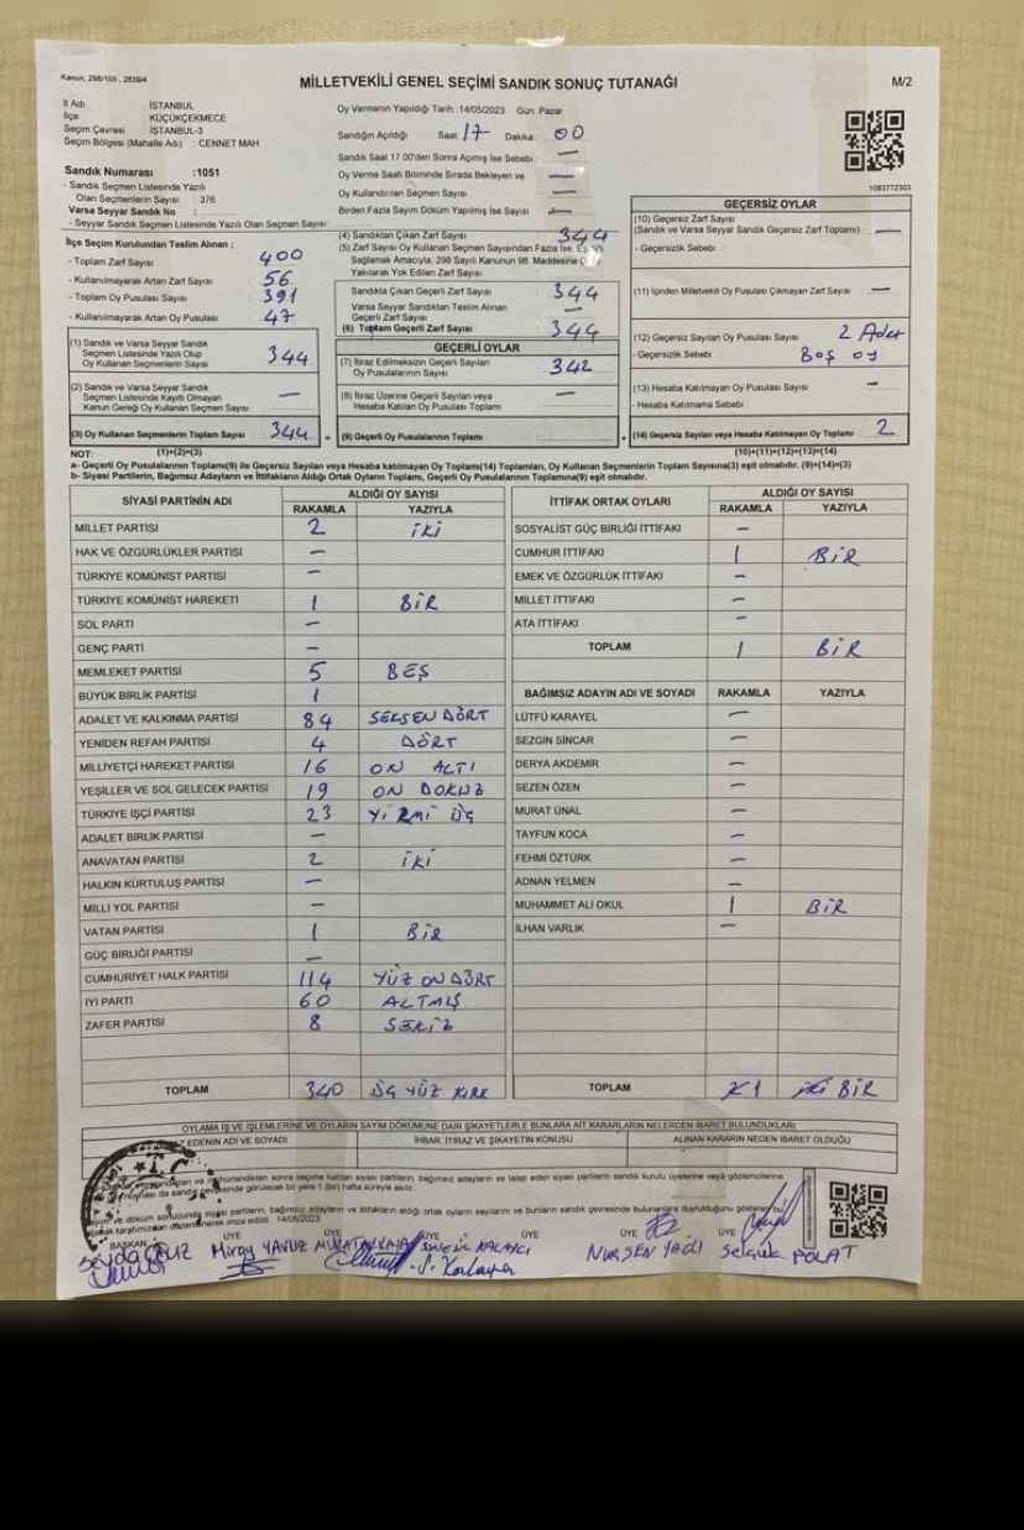 Kanun: 298/105 , 2839/4
MİLLETVEKİLİ GENEL SEÇİMİ SANDIK SONUÇ TUTANAĞI
M/2
İl Adı : İSTANBUL
İlçe : KÜÇÜKÇEKMECE
Seçim Çevresi : İSTANBUL-3
Seçim Bölgesi (Mahalle Adı) : CENNET MAH.
Oy Vermenin Yapıldığı Tarih :14/05/2023 Gün: Pazar
Sandığın Açıldığı Saat: 17 Dakika: 00
Sandık Saat 17.00'den Sonra Açılmış İse Sebebi: —
Oy Verme Saati Bitiminde Sırada Bekleyen ve —
Oy Kullandırılan Seçmen Sayısı —
Birden Fazla Sayım Döküm Yapılmış İse Sayısı —
1083772303
Sandık Numarası :1051
- Sandık Seçmen Listesinde Yazılı
Olan Seçmenlerin Sayısı : 376
Varsa Seyyar Sandık No :
- Seyyar Sandık Seçmen Listesinde Yazılı Olan Seçmen Sayısı:
İlçe Seçim Kurulundan Teslim Alınan ;
- Toplam Zarf Sayısı 400
- Kullanılmayarak Artan Zarf Sayısı 56
- Toplam Oy Pusulası Sayısı 391
- Kullanılmayarak Artan Oy Pusulası 47
(4) Sandıktan Çıkan Zarf Sayısı 344
(5) Zarf Sayısı Oy Kullanan Seçmen Sayısından Fazla İse,
Sağlamak Amacıyla, 298 Sayılı Kanunun 98. Maddesine
Yakılarak Yok Edilen Zarf Sayısı
Sandıkla Çıkan Geçerli Zarf Sayısı 344
Varsa Seyyar Sandıktan Teslim Alınan
Geçerli Zarf Sayısı —
(6) Toplam Geçerli Zarf Sayısı 344
GEÇERSİZ OYLAR
(10) Geçersiz Zarf Sayısı
(Sandık ve Varsa Seyyar Sandık Geçersiz Zarf Toplamı) —
- Geçersizlik Sebebi :
(11) İçinden Milletvekili Oy Pusulası Çıkmayan Zarf Sayısı —
(12) Geçersiz Sayılan Oy Pusulası Sayısı 2 Adet
- Geçersizlik Sebebi : Boş oy
(13) Hesaba Katılmayan Oy Pusulası Sayısı —
- Hesaba Katılmama Sebebi
(14) Geçersiz Sayılan veya Hesaba Katılmayan Oy Toplamı 2
(10)+(11)+(12)+(13)=(14)
(1) Sandık ve Varsa Seyyar Sandık
Seçmen Listesinde Yazılı Olup
Oy Kullanan Seçmenlerin Sayısı 344
(2) Sandık ve Varsa Seyyar Sandık
Seçmen Listesinde Kayıtlı Olmayan
Kanun Gereği Oy Kullanan Seçmen Sayısı —
(3) Oy Kullanan Seçmenlerin Toplam Sayısı 344 =
(1)+(2)=(3)
GEÇERLİ OYLAR
(7) İtiraz Edilmeksizin Geçerli Sayılan
Oy Pusulalarının Sayısı 342
(8) İtiraz Üzerine Geçerli Sayılan veya
Hesaba Katılan Oy Pusulası Toplamı —
(9) Geçerli Oy Pusulalarının Toplamı +
NOT:
a- Geçerli Oy Pusulalarının Toplamı(9) ile Geçersiz Sayılan veya Hesaba katılmayan Oy Toplamı(14) Toplamları, Oy Kullanan Seçmenlerin Toplam Sayısına(3) eşit olmalıdır. (9)+(14)=(3)
b- Siyasi Partilerin, Bağımsız Adayların ve İttifakların Aldığı Ortak Oyların Toplamı, Geçerli Oy Pusulalarının Toplamına(9) eşit olmalıdır.
SİYASİ PARTİNİN ADI ALDIĞI OY SAYISI
RAKAMLA YAZIYLA
MİLLET PARTİSİ 2 İKİ
HAK VE ÖZGÜRLÜKLER PARTİSİ —
TÜRKİYE KOMÜNİST PARTİSİ —
TÜRKİYE KOMÜNİST HAREKETİ 1 BİR
SOL PARTİ —
GENÇ PARTİ —
MEMLEKET PARTİSİ 5 BEŞ
BÜYÜK BİRLİK PARTİSİ 1
ADALET VE KALKINMA PARTİSİ 84 SEKSEN DÖRT
YENİDEN REFAH PARTİSİ 4 DÖRT
MİLLİYETÇİ HAREKET PARTİSİ 16 ON ALTI
YEŞİLLER VE SOL GELECEK PARTİSİ 19 ON DOKUZ
TÜRKİYE İŞÇİ PARTİSİ 23 YİRMİ ÜÇ
ADALET BİRLİK PARTİSİ —
ANAVATAN PARTİSİ 2 İKİ
HALKIN KURTULUŞ PARTİSİ —
MİLLİ YOL PARTİSİ —
VATAN PARTİSİ 1 BİR
GÜÇ BİRLİĞİ PARTİSİ —
CUMHURİYET HALK PARTİSİ 114 YÜZ ON DÖRT
İYİ PARTİ 60 ALTMIŞ
ZAFER PARTİSİ 8 SEKİZ
TOPLAM 340 ÜÇ YÜZ KIRK
İTTİFAK ORTAK OYLARI ALDIĞI OY SAYISI
RAKAMLA YAZIYLA
SOSYALİST GÜÇ BİRLİĞİ İTTİFAKI —
CUMHUR İTTİFAKI 1 BİR
EMEK VE ÖZGÜRLÜK İTTİFAKI —
MİLLET İTTİFAKI —
ATA İTTİFAKI —
TOPLAM 1 BİR
BAĞIMSIZ ADAYIN ADI VE SOYADI RAKAMLA YAZIYLA
LÜTFÜ KARAYEL —
SEZGİN SİNCAR —
DERYA AKDEMİR —
SEZEN ÖZEN —
MURAT ÜNAL —
TAYFUN KOCA —
FEHMİ ÖZTÜRK —
ADNAN YELMEN —
MUHAMMET ALİ OKUL 1 BİR
İLHAN VARLIK —
TOPLAM 1 BİR
OYLAMA İŞ VE İŞLEMLERİNE VE OYLARIN SAYIM DÖKÜMÜNE DAİR ŞİKAYETLERLE BUNLARA AİT KARARLARIN NELERDEN İBARET BULUNDUKLARI
EDENİN ADI VE SOYADI İHBAR, İTİRAZ VE ŞİKAYETİN KONUSU ALINAN KARARIN NEDEN İBARET OLDUĞU
sonra seçime katılan siyasi partilerin, bağımsız adayların ve talep eden siyasi partilerin sandık kurulu üyelerine veya gözlemcilerine
da sandık çevresinde görülecek bir yere 1 (bir) hafta süreyle asılır.
ve döküm sonucunda siyasi partilerin, bağımsız adayların ve ittifakların aldığı ortak oyların sayıların ve bunların sandık çevresinde bulunanlara duyurulduğunu gösteren bu
tarafımızdan düzenlenerek imza edildi. 14/05/2023
BAŞKAN ÜYE ÜYE ÜYE ÜYE ÜYE ÜYE
OĞUZ Miray YAVUZ KALAYCI NURSEN YAĞLI Selçuk POLAT
S. Kalaycı